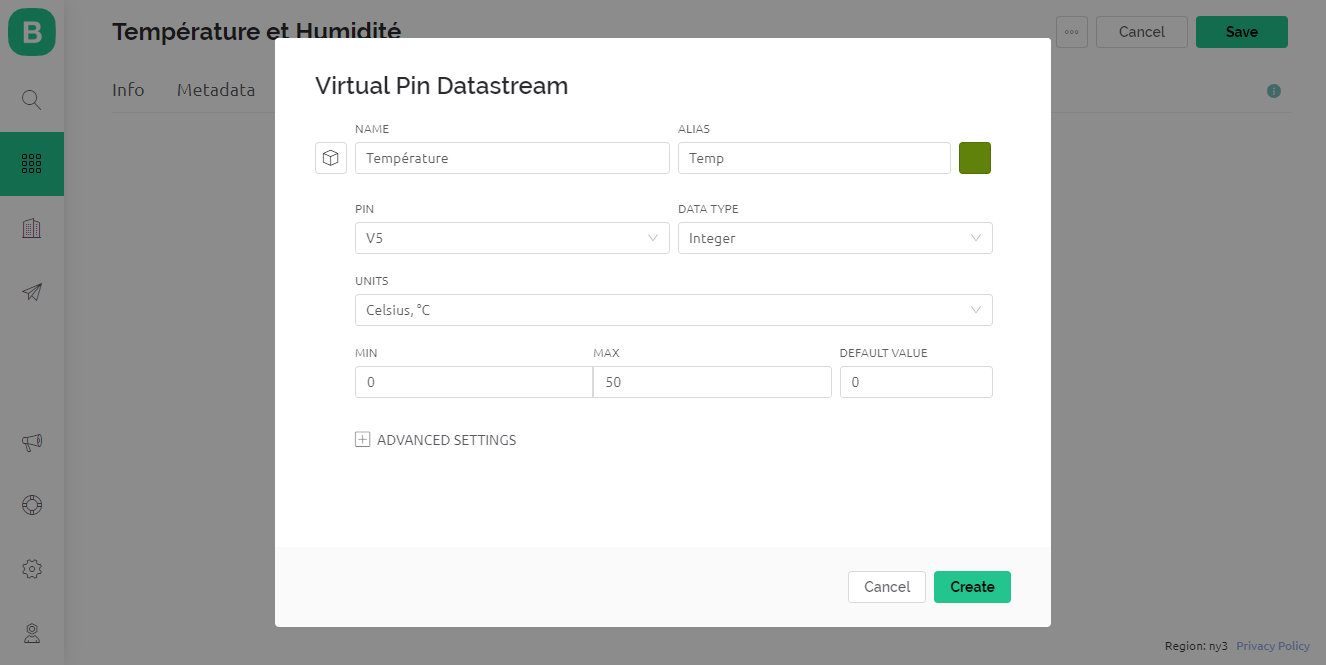 B
Température et Humidité
Cancel
Save
Info
Metadata
Virtual Pin Datastream
NAME
ALIAS
Température
Temp
PIN
DATA TYPE
V5
Integer
UNITS
Celsius, °C
MIN
MAX
DEFAULT VALUE
0
50
0
ADVANCED SETTINGS
Cancel
Create
Region: ny3
Privacy Policy